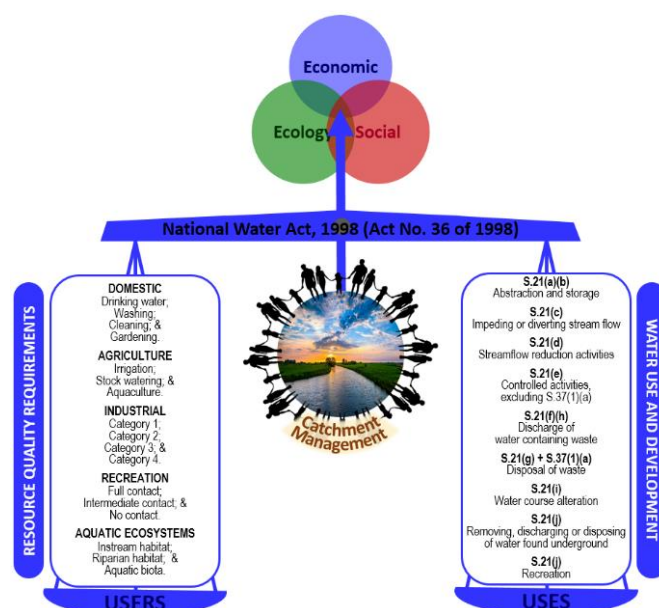 Economic
Ecology
Social
National Water Act, 1998 (Act No. 36 of 1998)
RESOURCE QUALITY REQUIREMENTS
DOMESTIC
Drinking water;
Washing;
Cleaning; &
Gardening.
AGRICULTURE
Irrigation;
Stock watering; &
Aquaculture.
INDUSTRIAL
Category 1;
Category 2;
Category 3; &
Category 4.
RECREATION
Full contact;
Intermediate contact; &
No contact.
AQUATIC ECOSYSTEMS
Instream habitat;
Riparian habitat; &
Aquatic biota.
USERS
Catchment
Management
S.21(a)(b)
Abstraction and storage
S.21(c)
Impeding or diverting stream flow
S.21(d)
Streamflow reduction activities
S.21(e)
Controlled activities,
excluding S.37(1)(a)
S.21(f)(h)
Discharge of
water containing waste
S.21(g) + S.37(1)(a)
Disposal of waste
S.21(i)
Water course alteration
S.21(j)
Removing, discharging or disposing
of water found underground
S.21(j)
Recreation
USES
WATER USE AND DEVELOPMENT